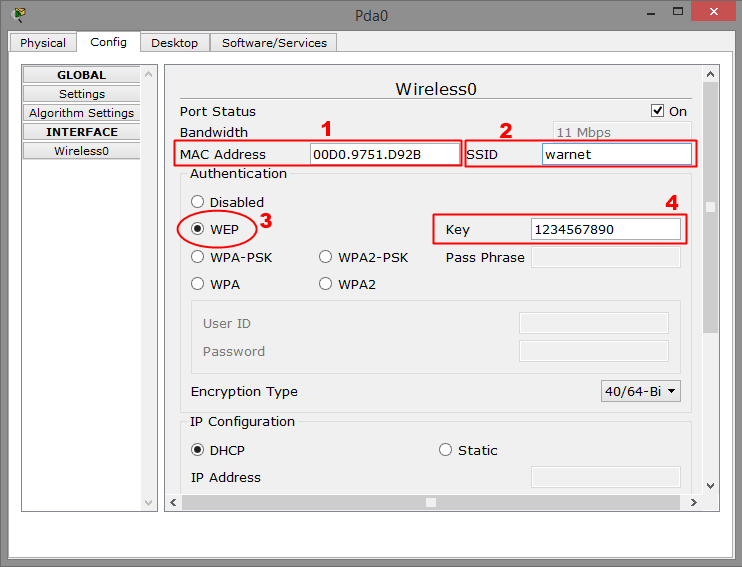 Pda0
Physical Config Desktop Software/Services
GLOBAL
Settings
Algorithm Settings
INTERFACE
Wireless0
Wireless0
Port Status On
Bandwidth 11 Mbps
1 2
MAC Address 00D0.9751.D92B SSID warnet
Authentication
Disabled
WEP 3 Key 1234567890 4
WPA-PSK WPA2-PSK Pass Phrase
WPA WPA2
User ID
Password
Encryption Type 40/64-Bi
IP Configuration
DHCP Static
IP Address